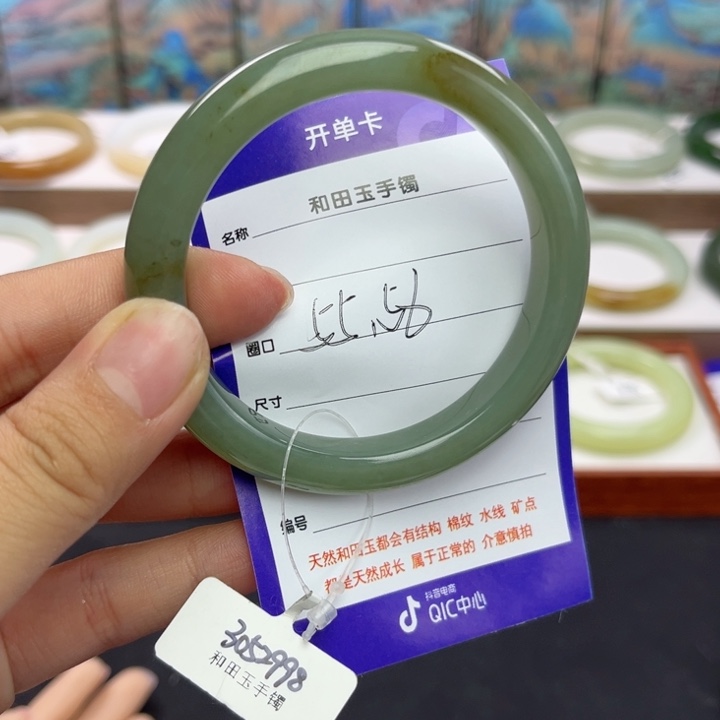 开单卡
和田玉手镯
名称
圈口
尺寸
编号
天然和田玉都会有结构 棉纹 水线 矿点
都是天然成长 属于正常的 介意慎拍
抖音电商
QIC中心
3052998
和田玉手镯